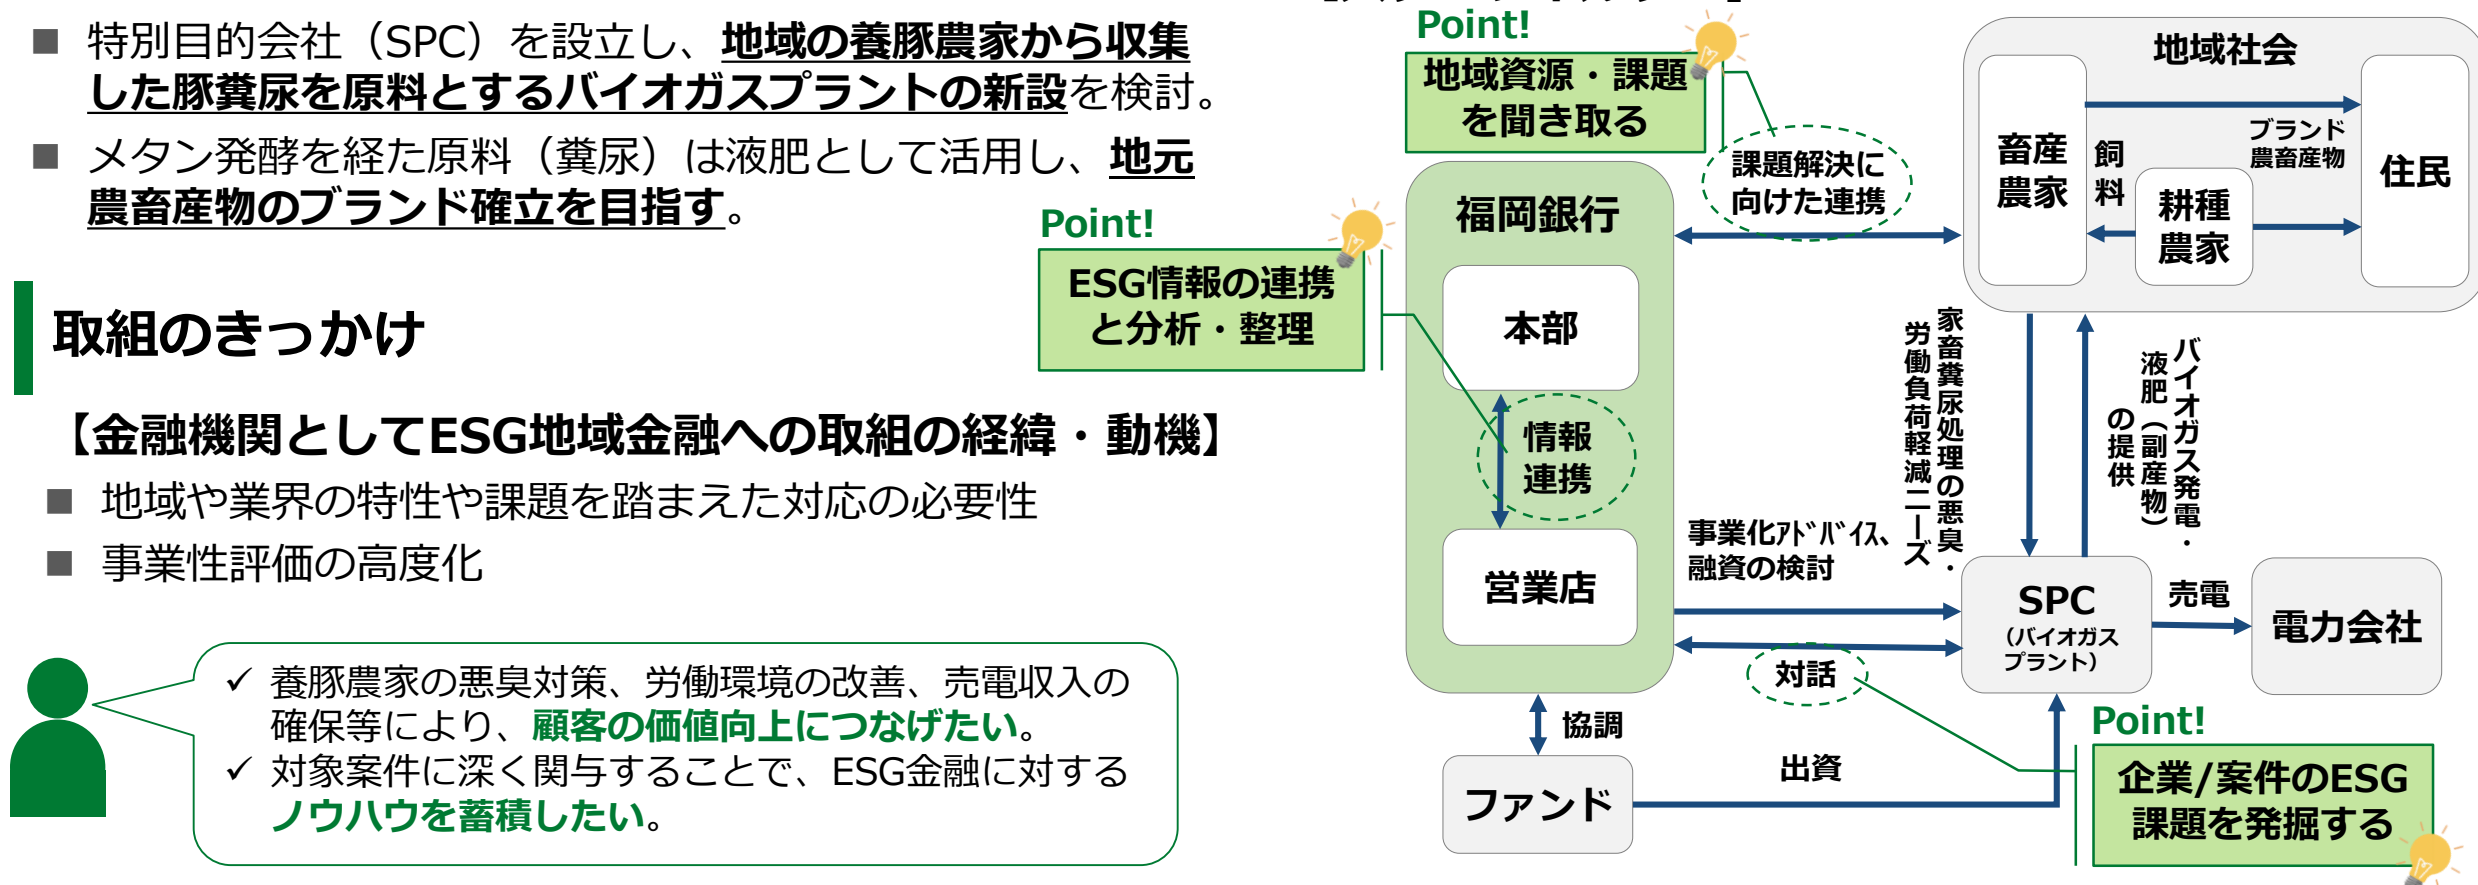 ■ 特別目的会社（SPC）を設立し、地域の養豚農家から収集
した豚糞尿を原料とするバイオガスプラントの新設を検討。
■ メタン発酵を経た原料（糞尿）は液肥として活用し、地元
農畜産物のブランド確立を目指す。
取組のきっかけ
【金融機関としてESG地域金融への取組の経緯・動機】
■ 地域や業界の特性や課題を踏まえた対応の必要性
■ 事業性評価の高度化
✓ 養豚農家の悪臭対策、労働環境の改善、売電収入の
確保等により、顧客の価値向上につなげたい。
✓ 対象案件に深く関与することで、ESG金融に対する
ノウハウを蓄積したい。
Point!
地域資源・課題
を聞き取る
Point!
ESG情報の連携
と分析・整理
福岡銀行
本部
情報
連携
営業店
課題解決に
向けた連携
地域社会
畜産
農家
飼
料
耕種
農家
ブランド
農畜産物
住民
家畜糞尿処理の悪臭・
労働負荷軽減ニーズ
バイオガス発電・
液肥（副産物）
の提供
事業化ｱﾄﾞﾊﾞｲｽ、
融資の検討
SPC
（バイオガス
プラント）
売電
電力会社
対話
協調
ファンド
出資
Point!
企業/案件のESG
課題を発掘する